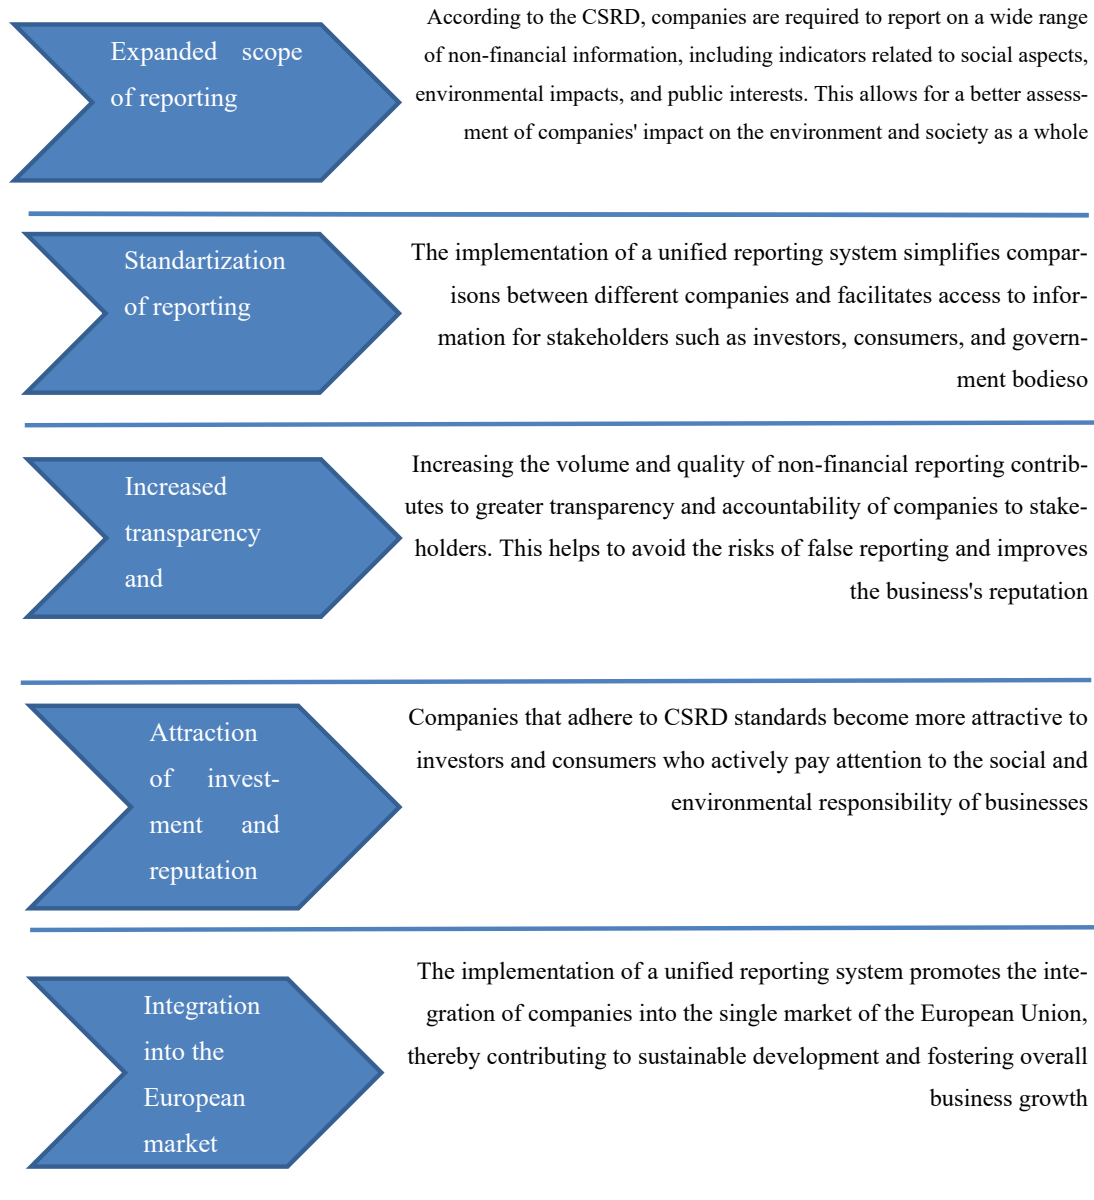 Expanded scope
of reporting
According to the CSRD, companies are required to report on a wide range
of non-financial information, including indicators related to social aspects,
environmental impacts, and public interests. This allows for a better assess-
ment of companies' impact on the environment and society as a whole
Standartization
of reporting
The implementation of a unified reporting system simplifies compar-
isons between different companies and facilitates access to infor-
mation for stakeholders such as investors, consumers, and govern-
ment bodieso
Increased
transparency
and
Increasing the volume and quality of non-financial reporting contrib-
utes to greater transparency and accountability of companies to stake-
holders. This helps to avoid the risks of false reporting and improves
the business's reputation
Attraction
of invest-
ment and
reputation
Companies that adhere to CSRD standards become more attractive to
investors and consumers who actively pay attention to the social and
environmental responsibility of businesses
Integration
into the
European
market
The implementation of a unified reporting system promotes the inte-
gration of companies into the single market of the European Union,
thereby contributing to sustainable development and fostering overall
business growth